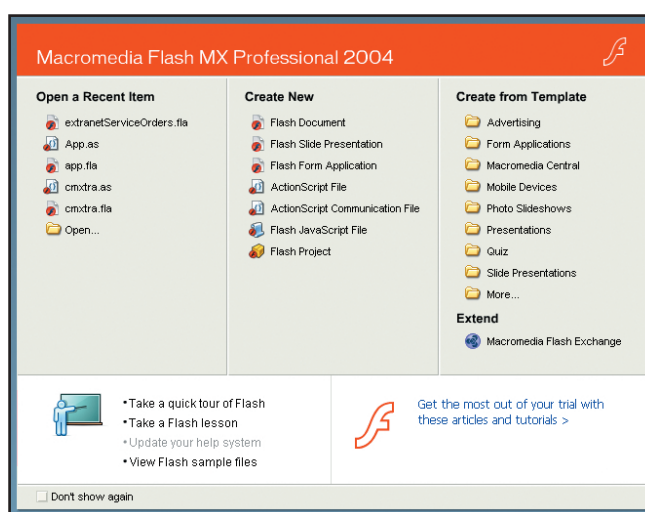 Macromedia Flash MX Professional 2004
Open a Recent Item
extranetServiceOrders.fla
App.as
app.fla
cmxtra.as
cmxtra.fla
Open...
Create New
Flash Document
Flash Slide Presentation
Flash Form Application
ActionScript File
ActionScript Communication File
Flash JavaScript File
Flash Project
Create from Template
Advertising
Form Applications
Macromedia Central
Mobile Devices
Photo Slideshows
Presentations
Quiz
Slide Presentations
More...
Extend
Macromedia Flash Exchange
• Take a quick tour of Flash
• Take a Flash lesson
• Update your help system
• View Flash sample files
Get the most out of your trial with
these articles and tutorials >
Don't show again